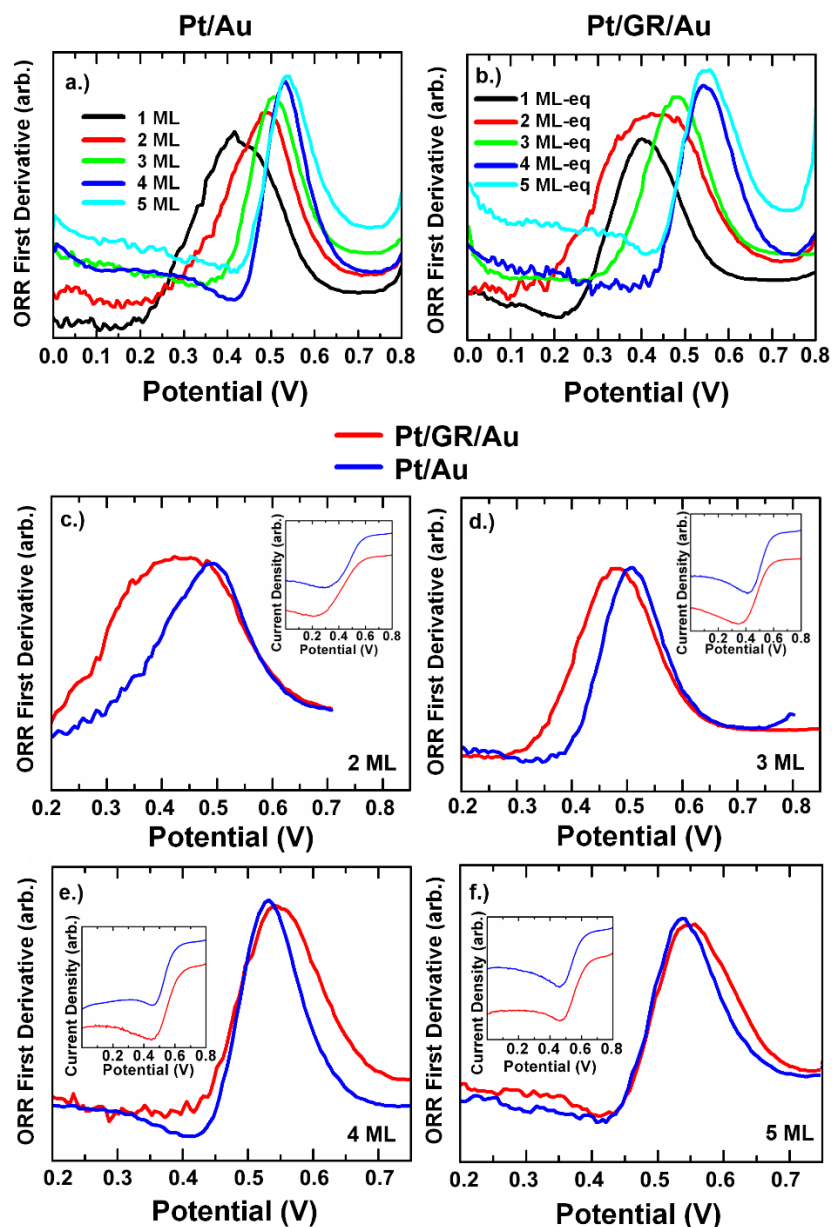 Pt/Au
Pt/GR/Au
ORR First Derivative (arb.)
a.)
1 ML
2 ML
3 ML
4 ML
5 ML
0.0 0.1 0.2 0.3 0.4 0.5 0.6 0.7 0.8
Potential (V)
ORR First Derivative (arb.)
b.)
1 ML-eq
2 ML-eq
3 ML-eq
4 ML-eq
5 ML-eq
0.0 0.1 0.2 0.3 0.4 0.5 0.6 0.7 0.8
Potential (V)
Pt/GR/Au
Pt/Au
ORR First Derivative (arb.)
c.)
Current Density (arb.)
0.2 0.4 0.6 0.8
Potential (V)
2 ML
0.2 0.3 0.4 0.5 0.6 0.7 0.8
Potential (V)
ORR First Derivative (arb.)
d.)
Current Density (arb.)
0.2 0.4 0.6 0.8
Potential (V)
3 ML
0.2 0.3 0.4 0.5 0.6 0.7 0.8
Potential (V)
ORR First Derivative (arb.)
e.)
Current Density (arb.)
0.2 0.4 0.6 0.8
Potential (V)
4 ML
0.2 0.3 0.4 0.5 0.6 0.7
Potential (V)
ORR First Derivative (arb.)
f.)
Current Density (arb.)
0.2 0.4 0.6 0.8
Potential (V)
5 ML
0.2 0.3 0.4 0.5 0.6 0.7
Potential (V)